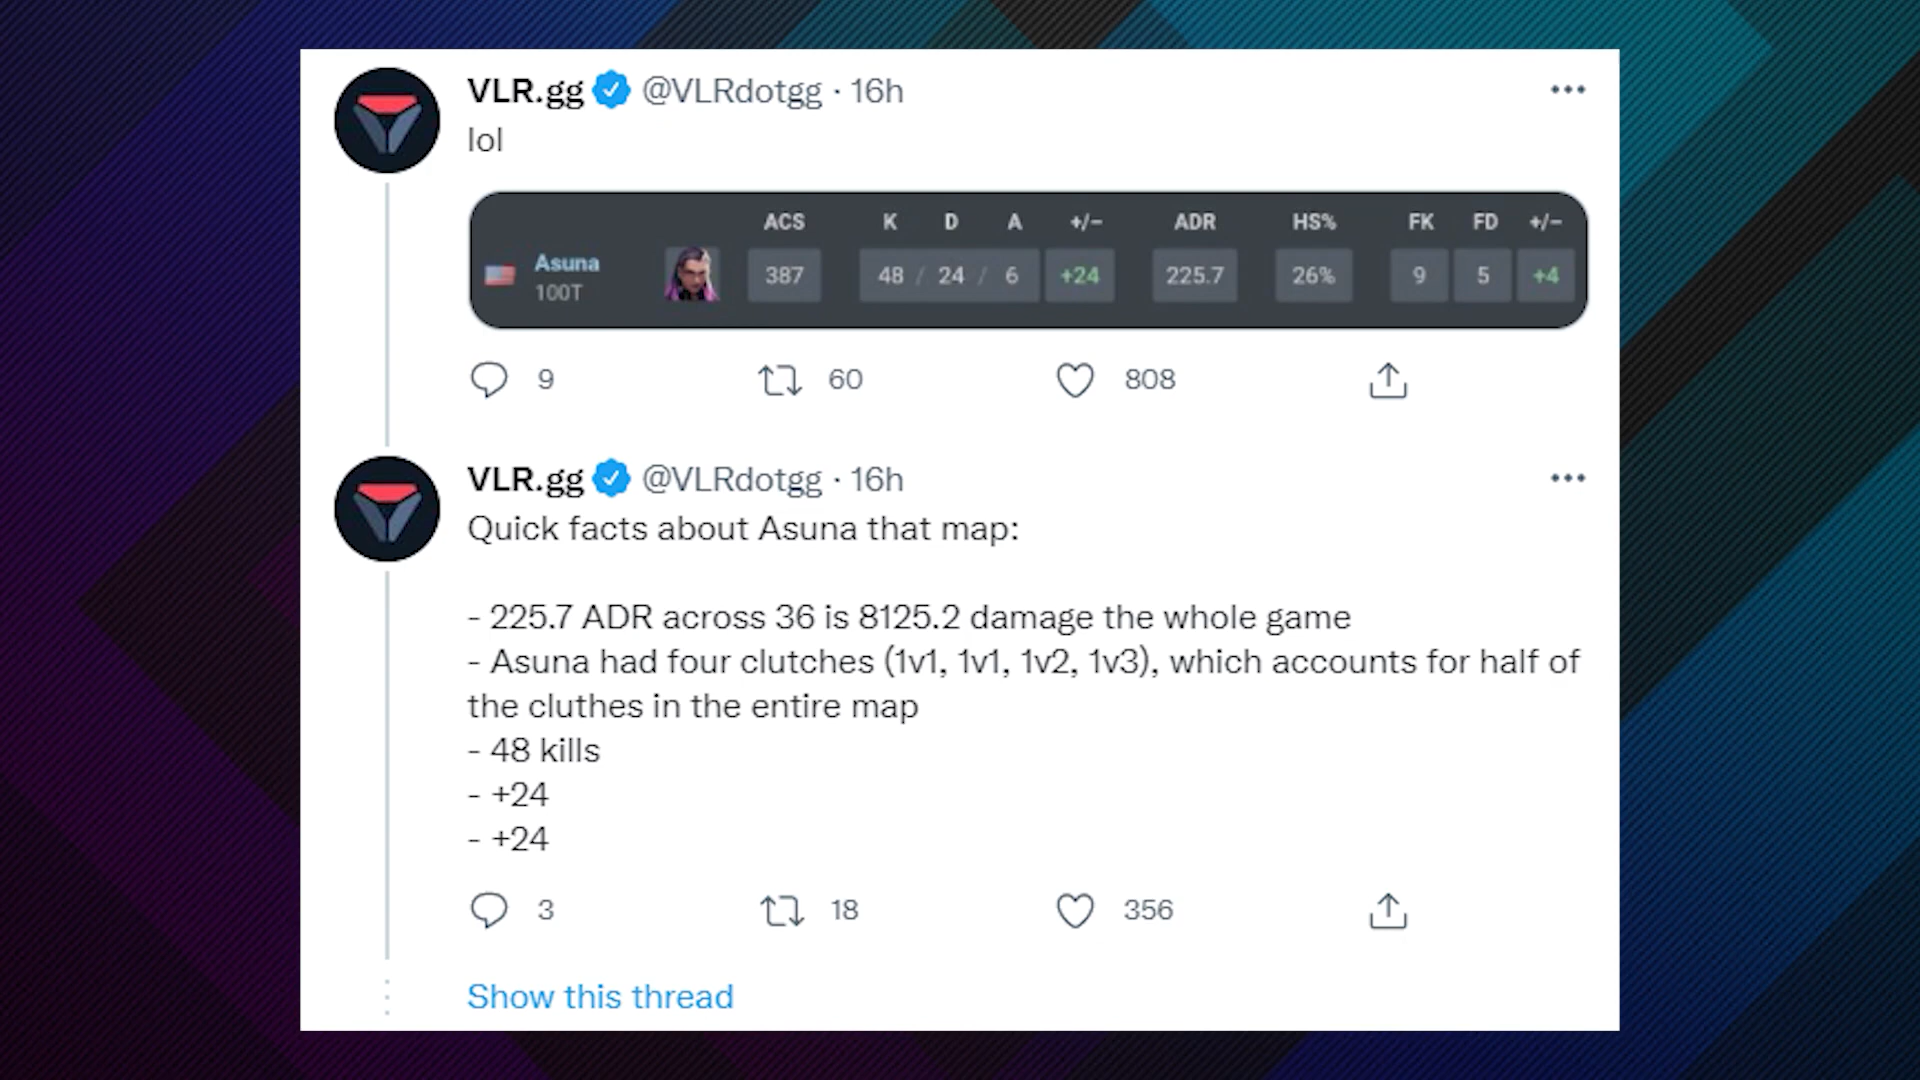 VLR.gg @VLRdotgg · 16h
lol
ACS K D A +/− ADR HS% FK FD +/−
Asuna 387 48 / 24 / 6 +24 225.7 26% 9 5 +4
100T
9 60 808
VLR.gg @VLRdotgg · 16h
Quick facts about Asuna that map:
- 225.7 ADR across 36 is 8125.2 damage the whole game
- Asuna had four clutches (1v1, 1v1, 1v2, 1v3), which accounts for half of
the cluthes in the entire map
- 48 kills
- +24
- +24
3 18 356
Show this thread